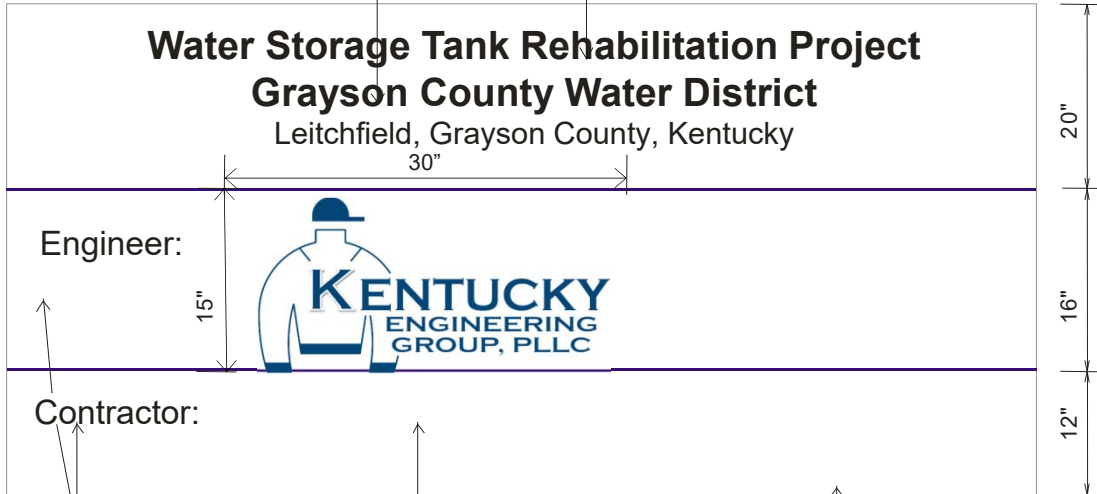 Water Storage Tank Rehabilitation Project
Grayson County Water District
Leitchfield, Grayson County, Kentucky
30”
20"
Engineer:
15"
KENTUCKY
ENGINEERING
GROUP, PLLC
16"
Contractor:
12"